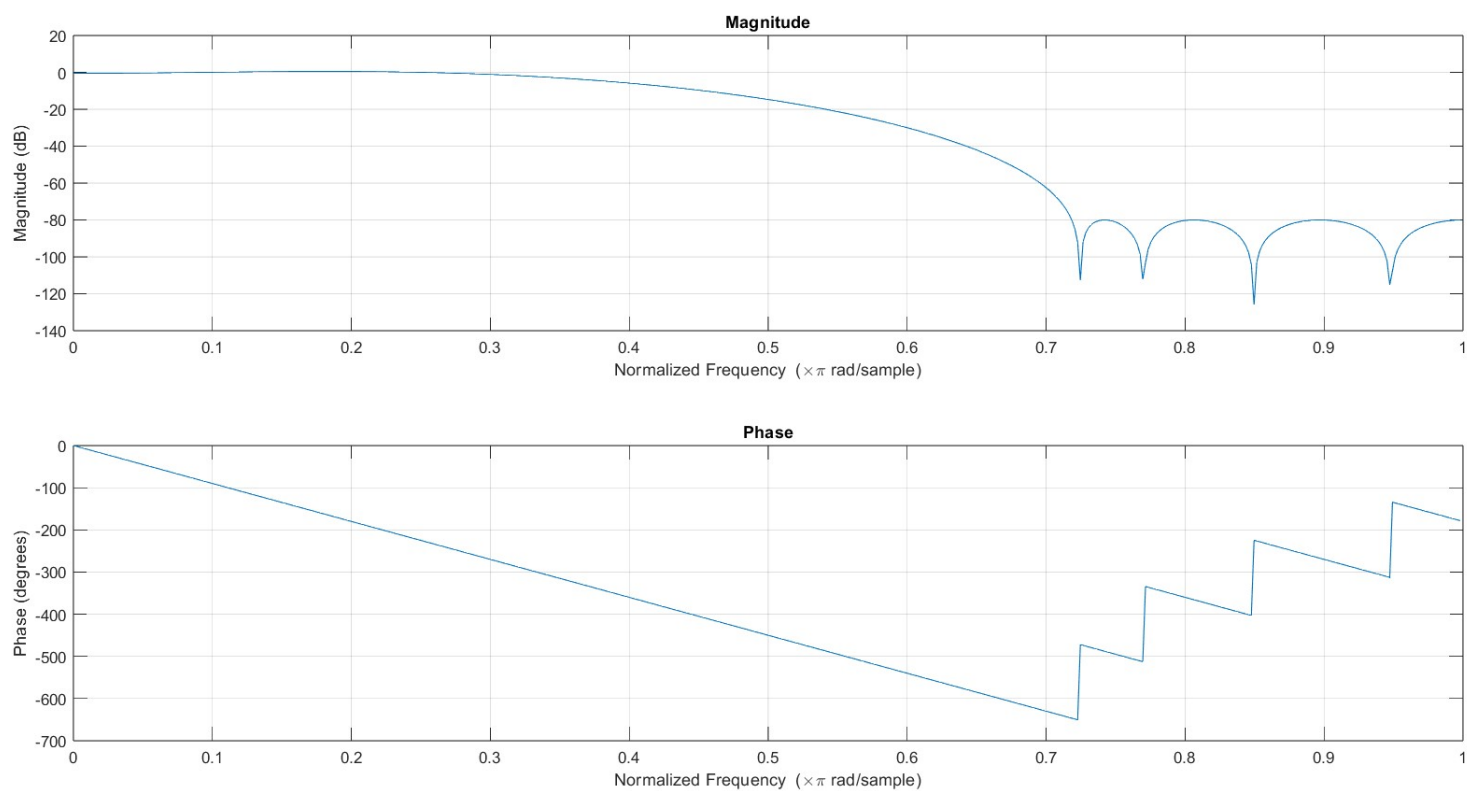 Magnitude
20
0
-20
-40
-60
-80
-100
-120
-140
Magnitude (dB)
0 0.1 0.2 0.3 0.4 0.5 0.6 0.7 0.8 0.9 1
Normalized Frequency (×π rad/sample)
Phase
0
-100
-200
-300
-400
-500
-600
-700
Phase (degrees)
0 0.1 0.2 0.3 0.4 0.5 0.6 0.7 0.8 0.9 1
Normalized Frequency (×π rad/sample)